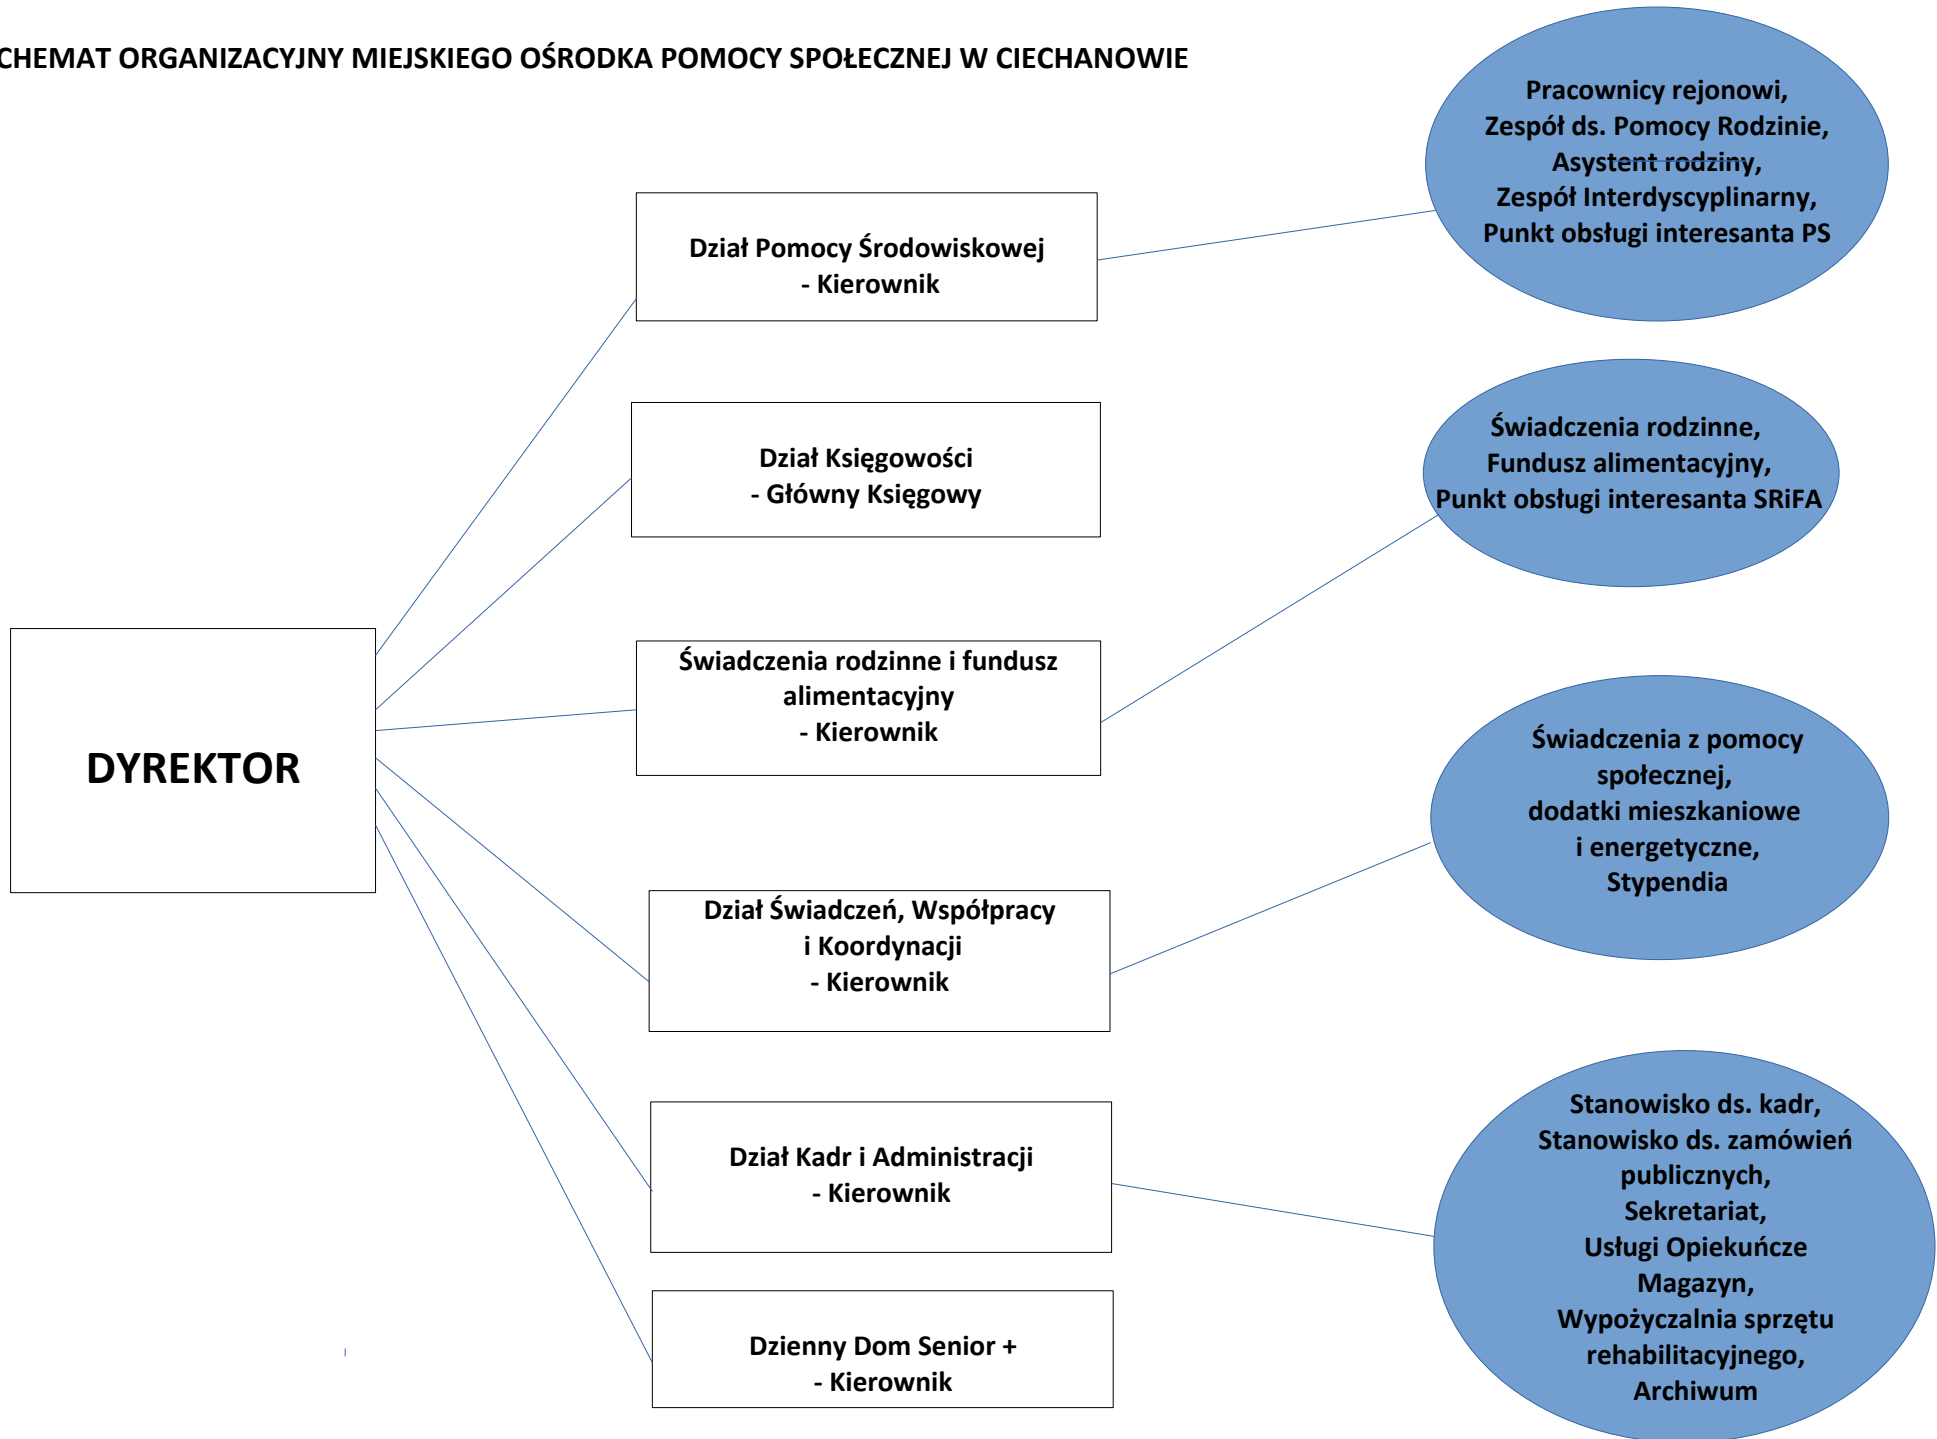 CHEMAT ORGANIZACYJNY MIEJSKIEGO OŚRODKA POMOCY SPOŁECZNEJ W CIECHANOWIE
DYREKTOR
Dział Pomocy Środowiskowej
- Kierownik
Pracownicy rejonowi,
Zespół ds. Pomocy Rodzinie,
Asystent rodziny,
Zespół Interdyscyplinarny,
Punkt obsługi interesanta PS
Dział Księgowości
- Główny Księgowy
Świadczenia rodzinne i fundusz
alimentacyjny
- Kierownik
Świadczenia rodzinne,
Fundusz alimentacyjny,
Punkt obsługi interesanta SRiFA
Dział Świadczeń, Współpracy
i Koordynacji
- Kierownik
Świadczenia z pomocy
społecznej,
dodatki mieszkaniowe
i energetyczne,
Stypendia
Dział Kadr i Administracji
- Kierownik
Stanowisko ds. kadr,
Stanowisko ds. zamówień
publicznych,
Sekretariat,
Usługi Opiekuńcze
Magazyn,
Wypożyczalnia sprzętu
rehabilitacyjnego,
Archiwum
Dzienny Dom Senior +
- Kierownik